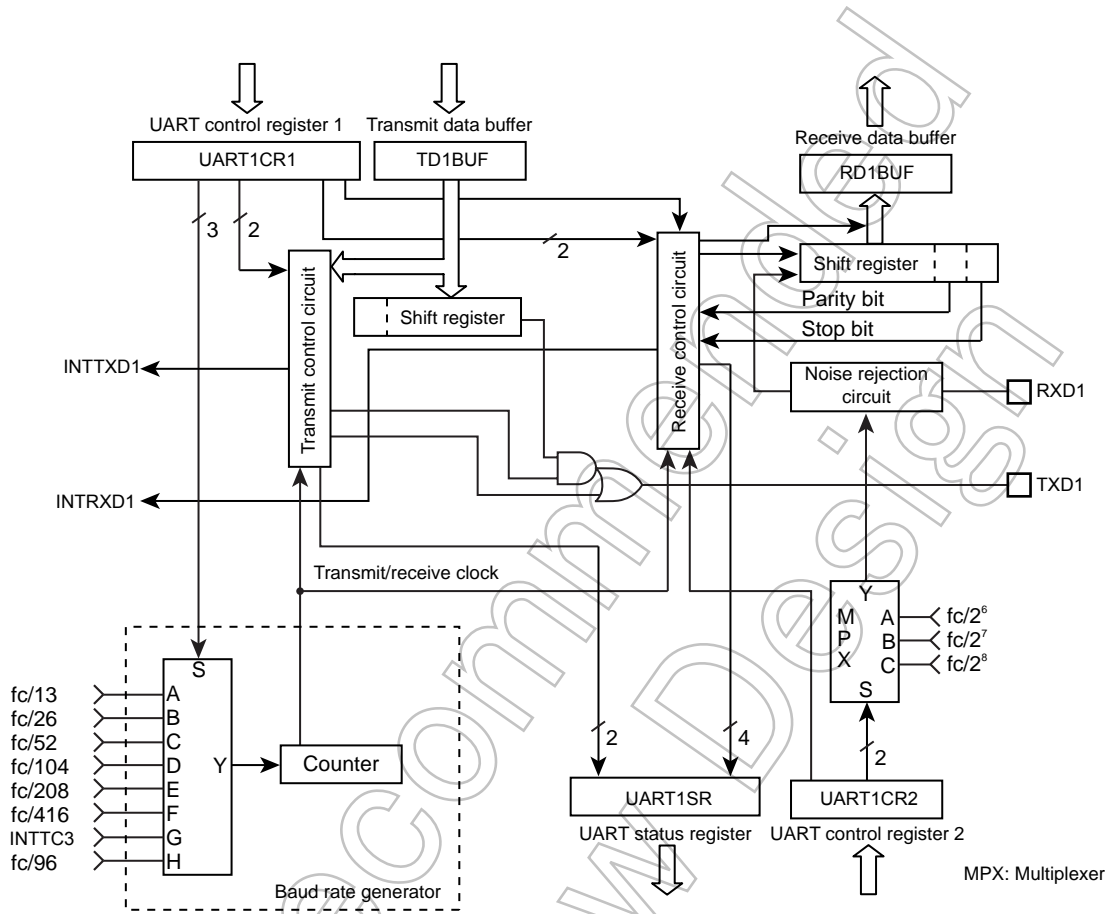 UART control register 1
Transmit data buffer
Receive data buffer
UART1CR1
TD1BUF
RD1BUF
3
2
2
Transmit control circuit
Receive control circuit
Shift register
Shift register
Parity bit
Stop bit
INTTXD1
Noise rejection
circuit
RXD1
INTRXD1
TXD1
Transmit/receive clock
Y
M
P
X
A
B
C
S
fc/2⁶
fc/2⁷
fc/2⁸
S
fc/13
fc/26
fc/52
fc/104
fc/208
fc/416
INTTC3
fc/96
A
B
C
D
E
F
G
H
Y
Counter
2
4
2
UART1SR
UART1CR2
UART status register
UART control register 2
Baud rate generator
MPX: Multiplexer